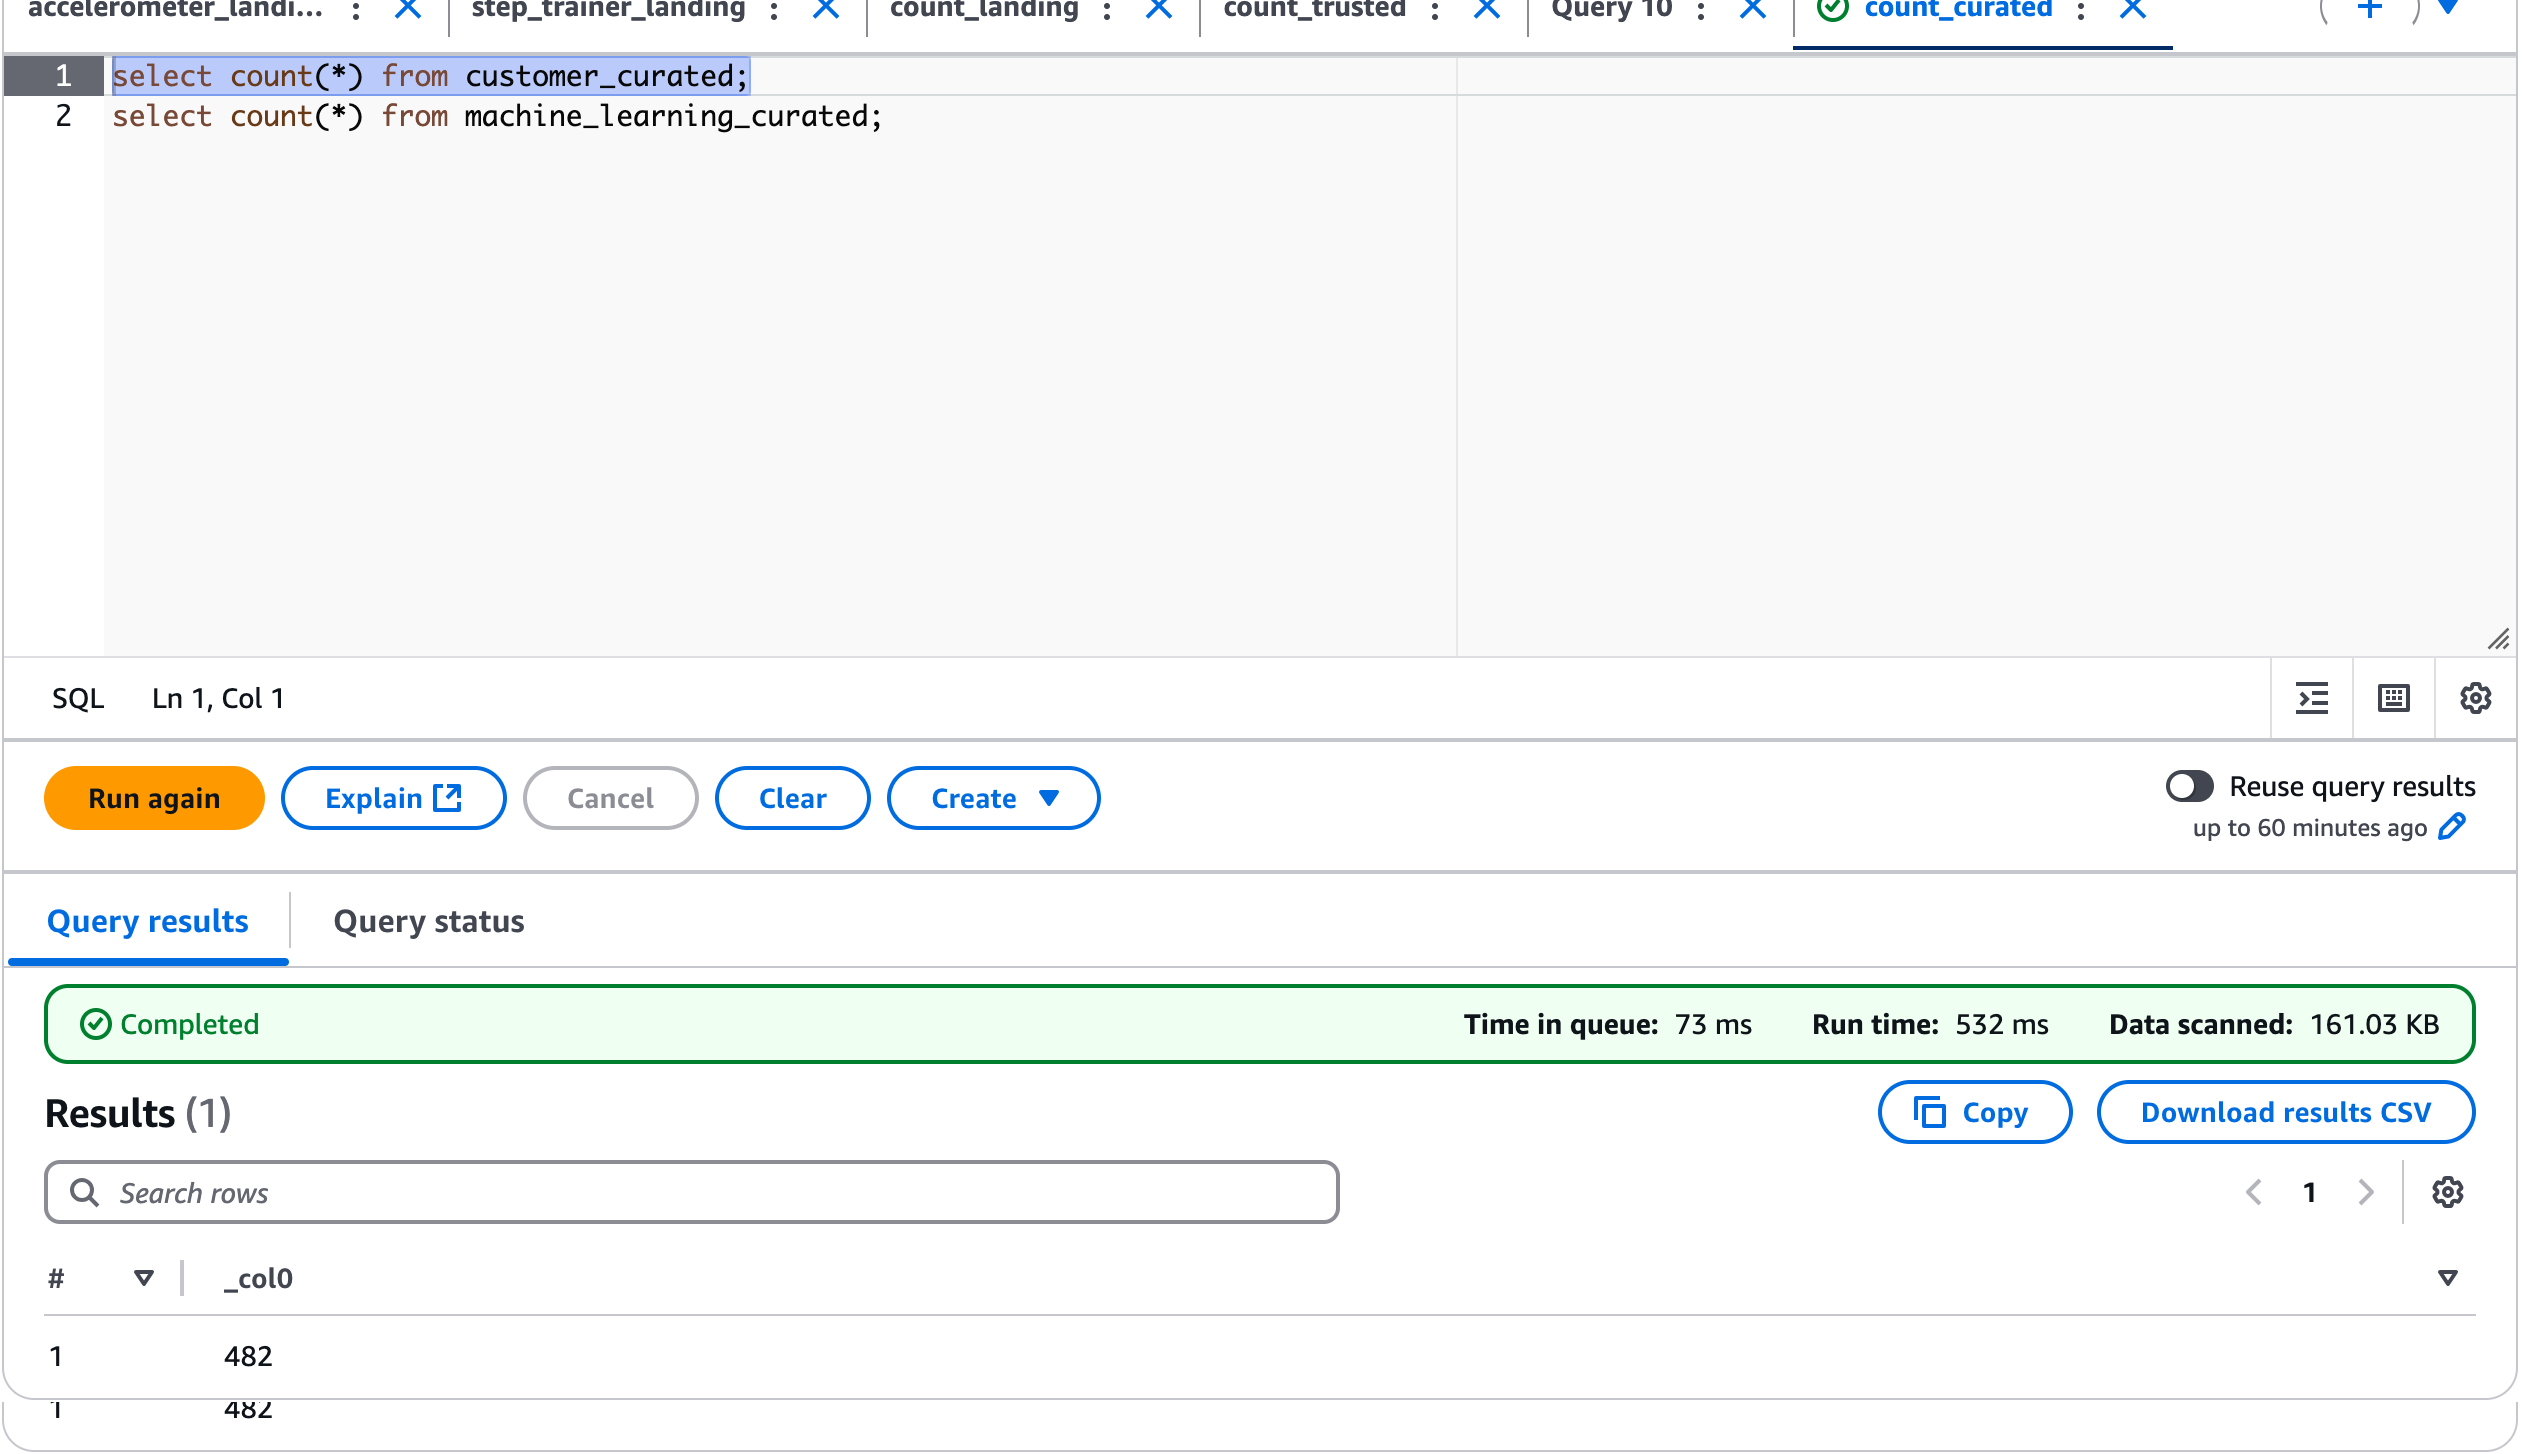 accelerometer_landi...
step_trainer_landing
count_landing
count_trusted
Query 10
count_curated
1 select count(*) from customer_curated;
2 select count(*) from machine_learning_curated;
SQL Ln 1, Col 1
Run again
Explain
Cancel
Clear
Create
Reuse query results
up to 60 minutes ago
Query results
Query status
Completed
Time in queue: 73 ms
Run time: 532 ms
Data scanned: 161.03 KB
Results (1)
Copy
Download results CSV
Search rows
1
# _col0
1 482
1 482